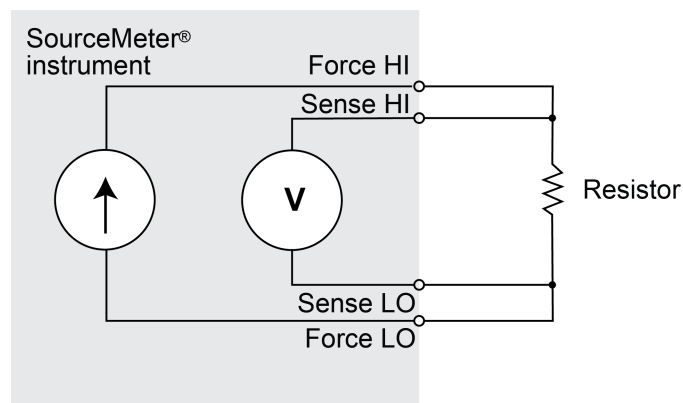 SourceMeter®
instrument
Force HI
Sense HI
V
Resistor
Sense LO
Force LO